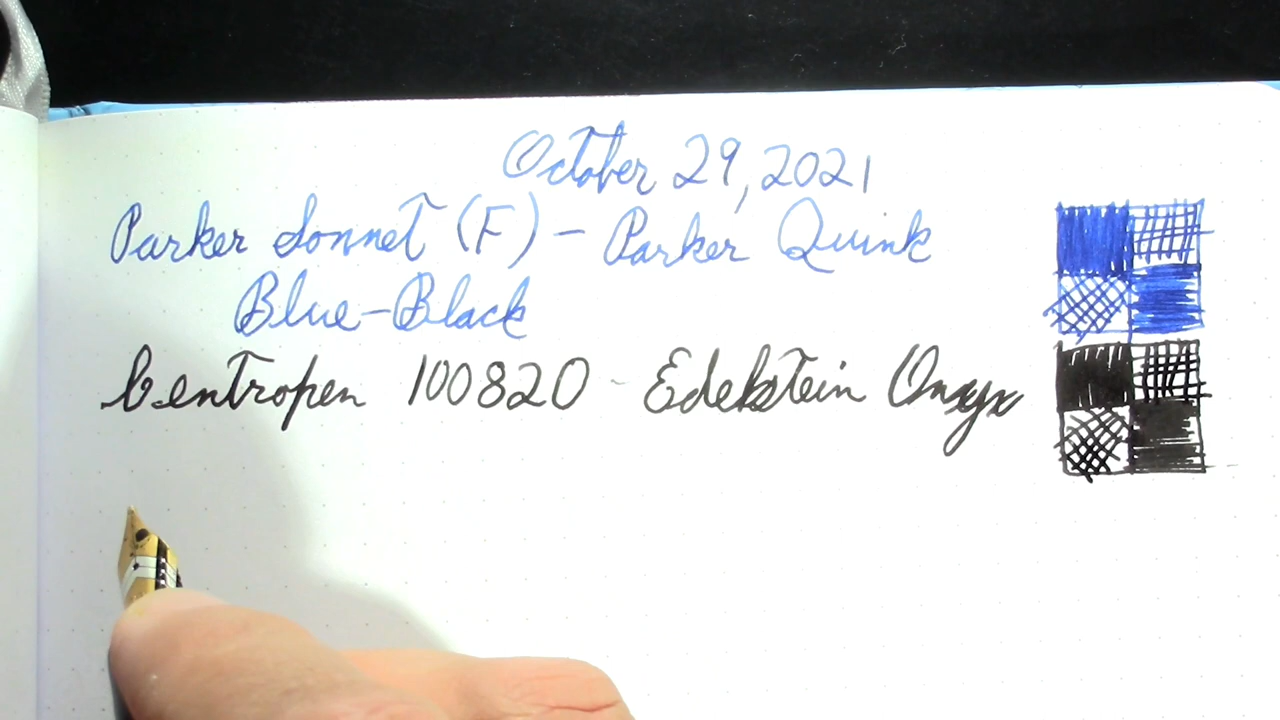 October 29, 2021
Parker Sonnet (F) - Parker Quink
Blue-Black
Centropen 100820 - Edelstein Onyx